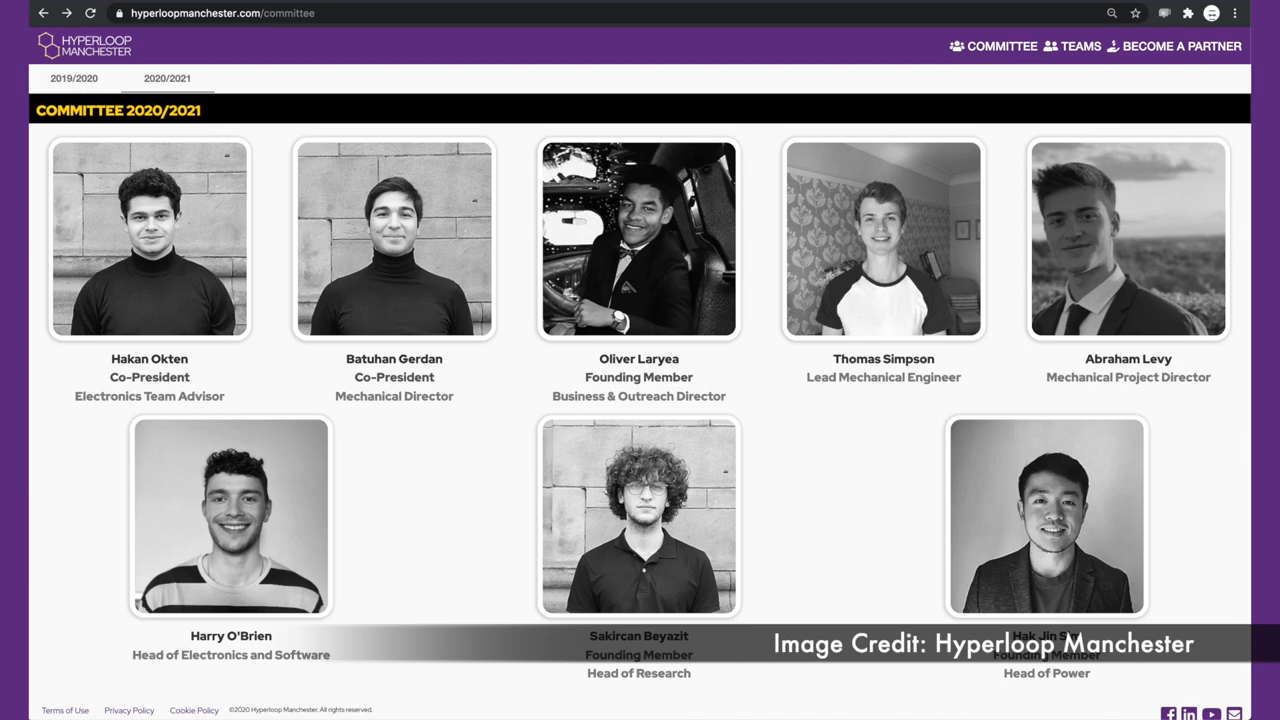 hyperloopmanchester.com/committee
HYPERLOOP
MANCHESTER
COMMITTEE TEAMS BECOME A PARTNER
2019/2020 2020/2021
COMMITTEE 2020/2021
Hakan Okten
Co-President
Electronics Team Advisor
Batuhan Gerdan
Co-President
Mechanical Director
Oliver Laryea
Founding Member
Business & Outreach Director
Thomas Simpson
Lead Mechanical Engineer
Abraham Levy
Mechanical Project Director
Harry O'Brien
Head of Electronics and Software
Sakircan Beyazit
Founding Member
Head of Research
Hak Jin
Founding Member
Head of Power
Image Credit: Hyperloop Manchester
Terms of Use Privacy Policy Cookie Policy ©2020 Hyperloop Manchester. All rights reserved.